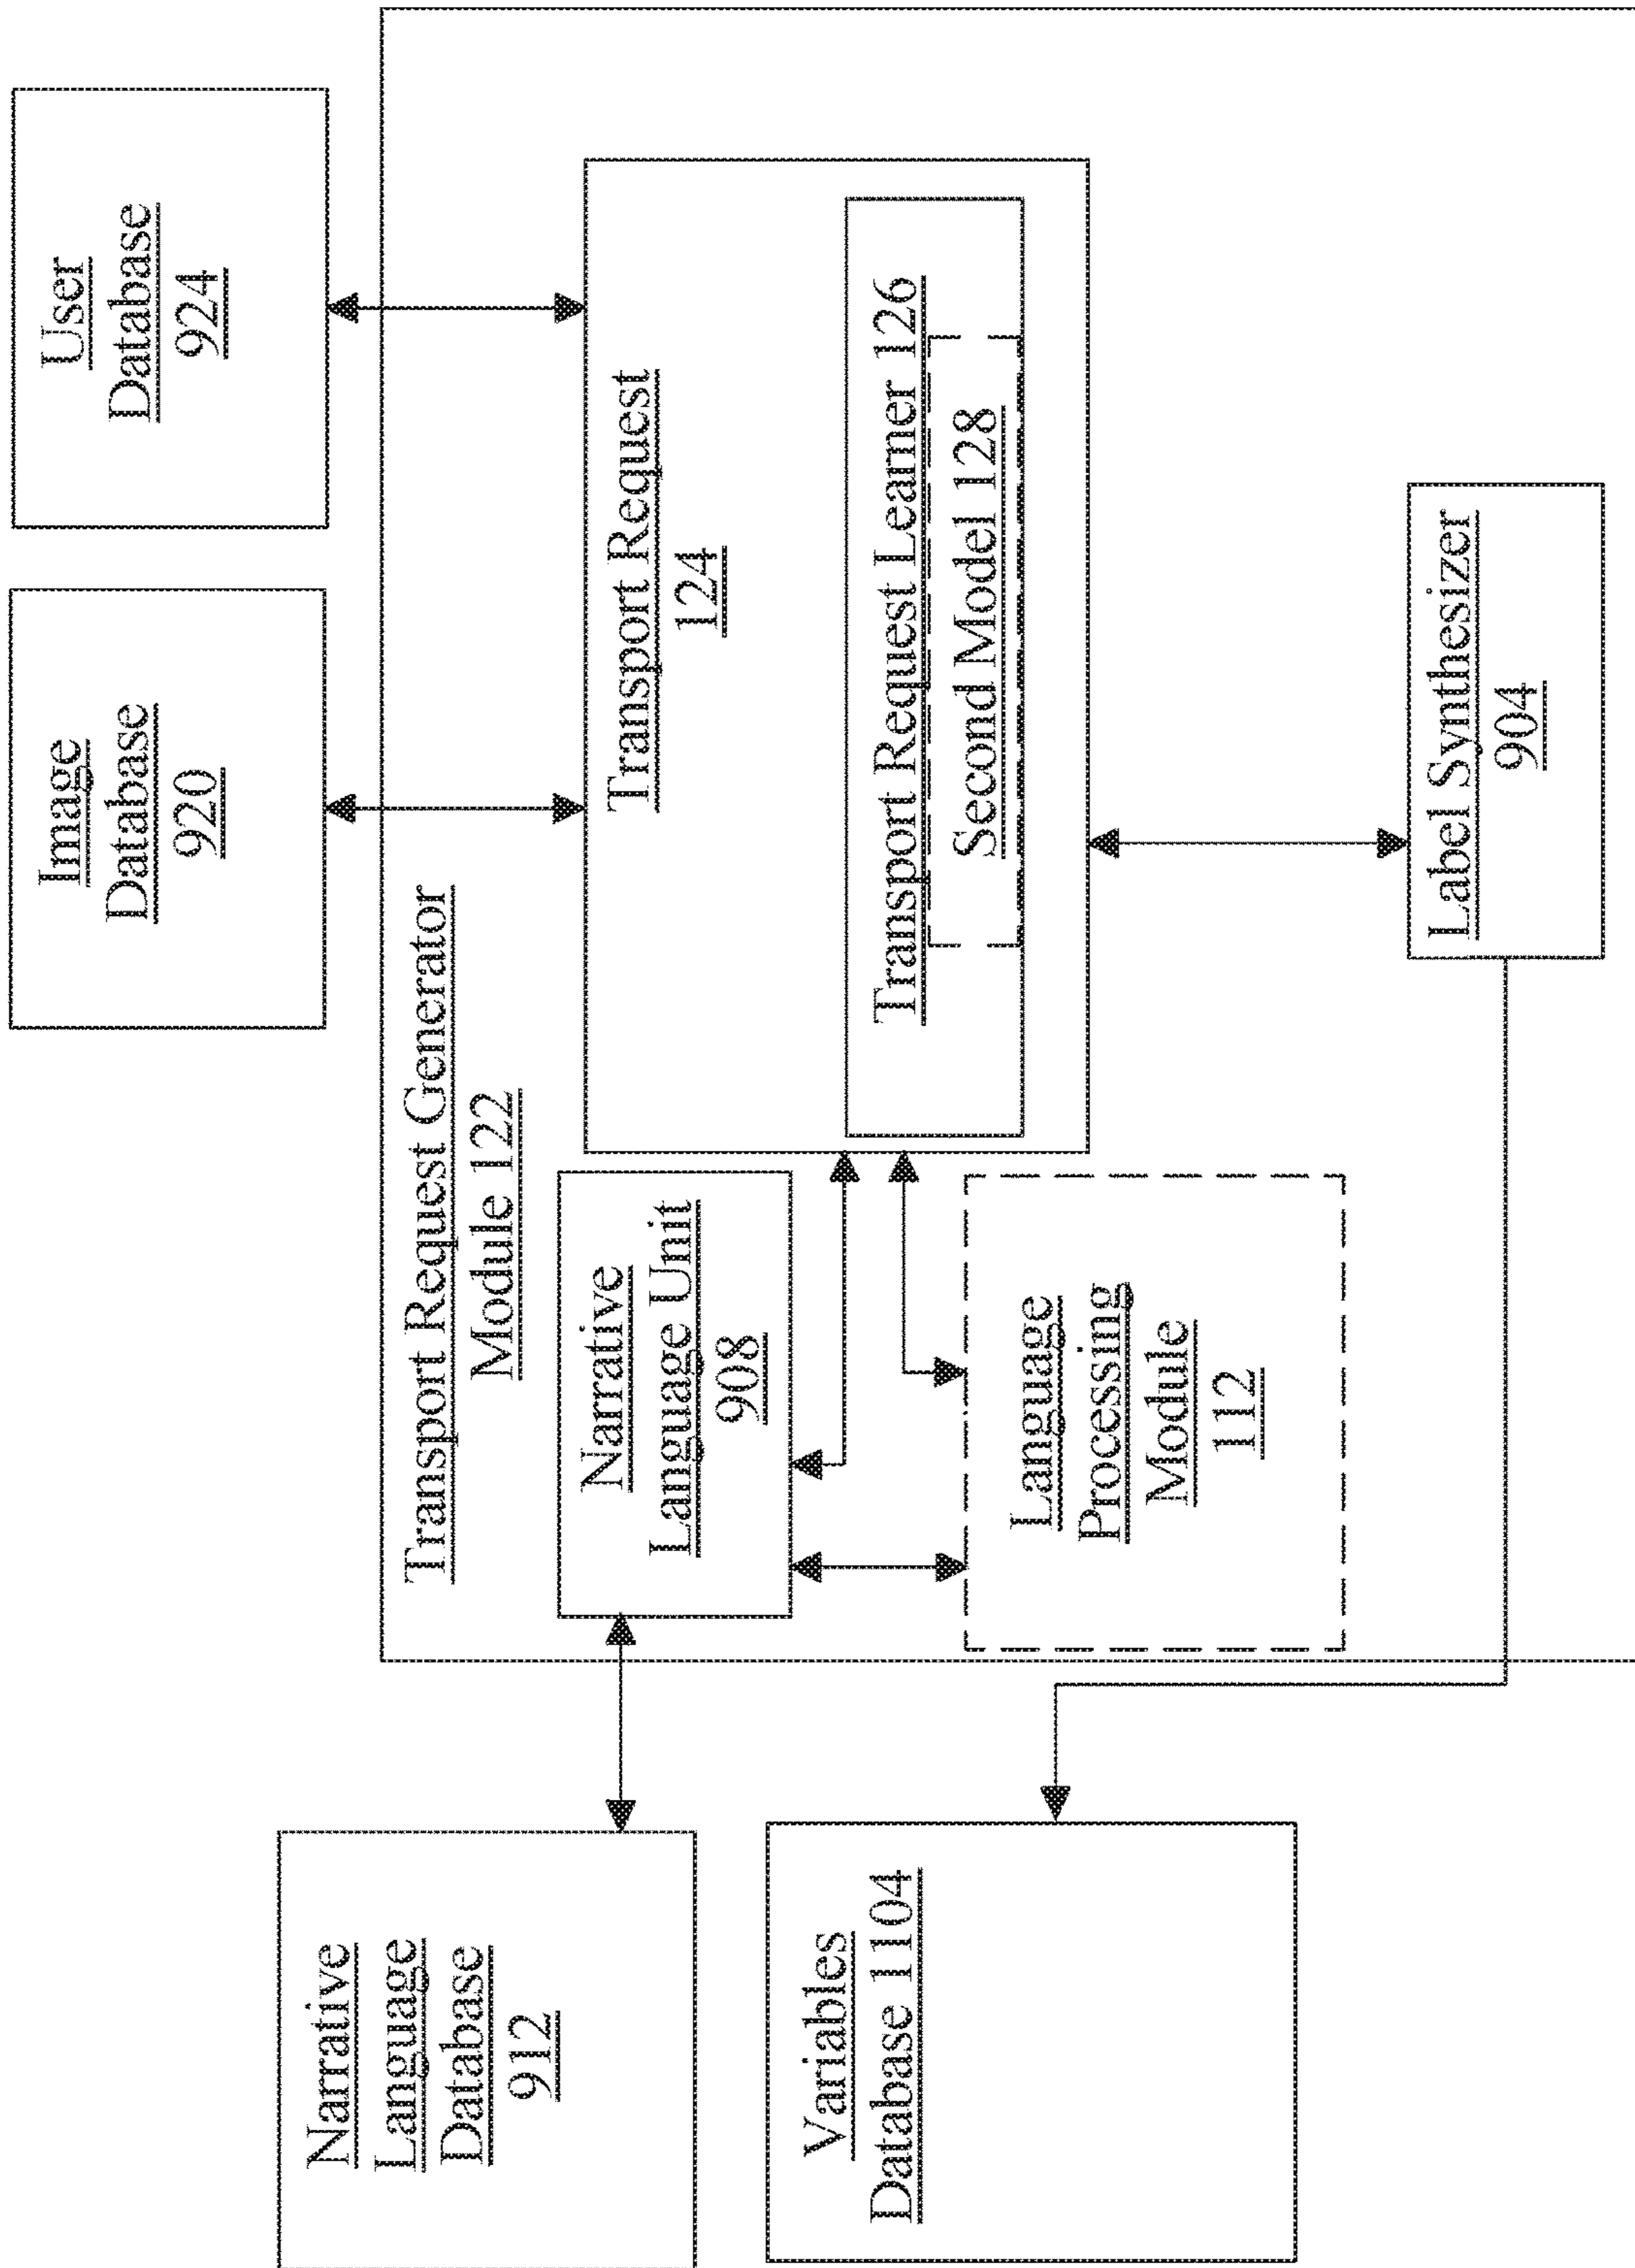 Narrative
Language
Database
912
Variables
Database 1104
Transport Request Generator
Module 122
Narrative
Language Unit
908
Language
Processing
Module
112
Image
Database
920
User
Database
924
Transport Request
124
Transport Request Learner 126
Second Model 128
Label Synthesizer
904